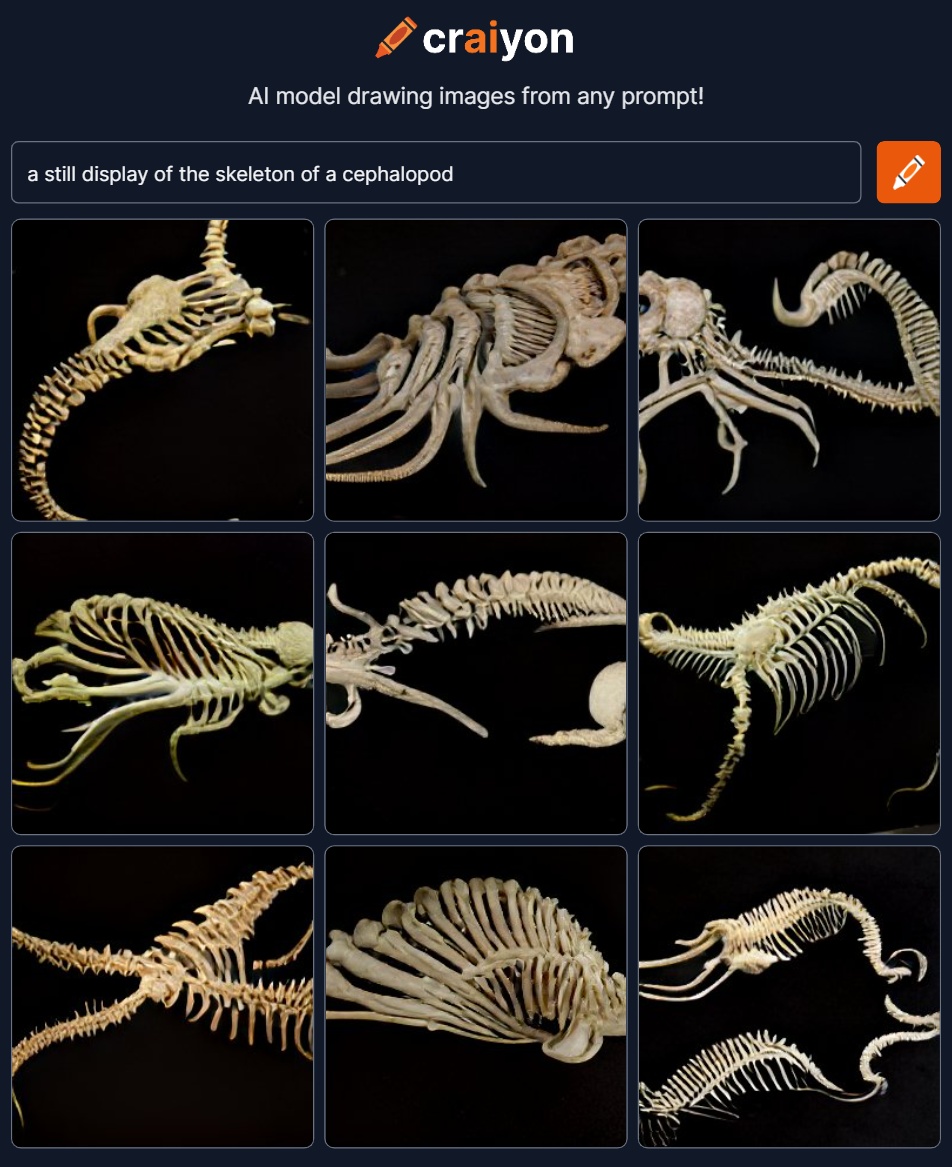 craiyon
AI model drawing images from any prompt!
a still display of the skeleton of a cephalopod